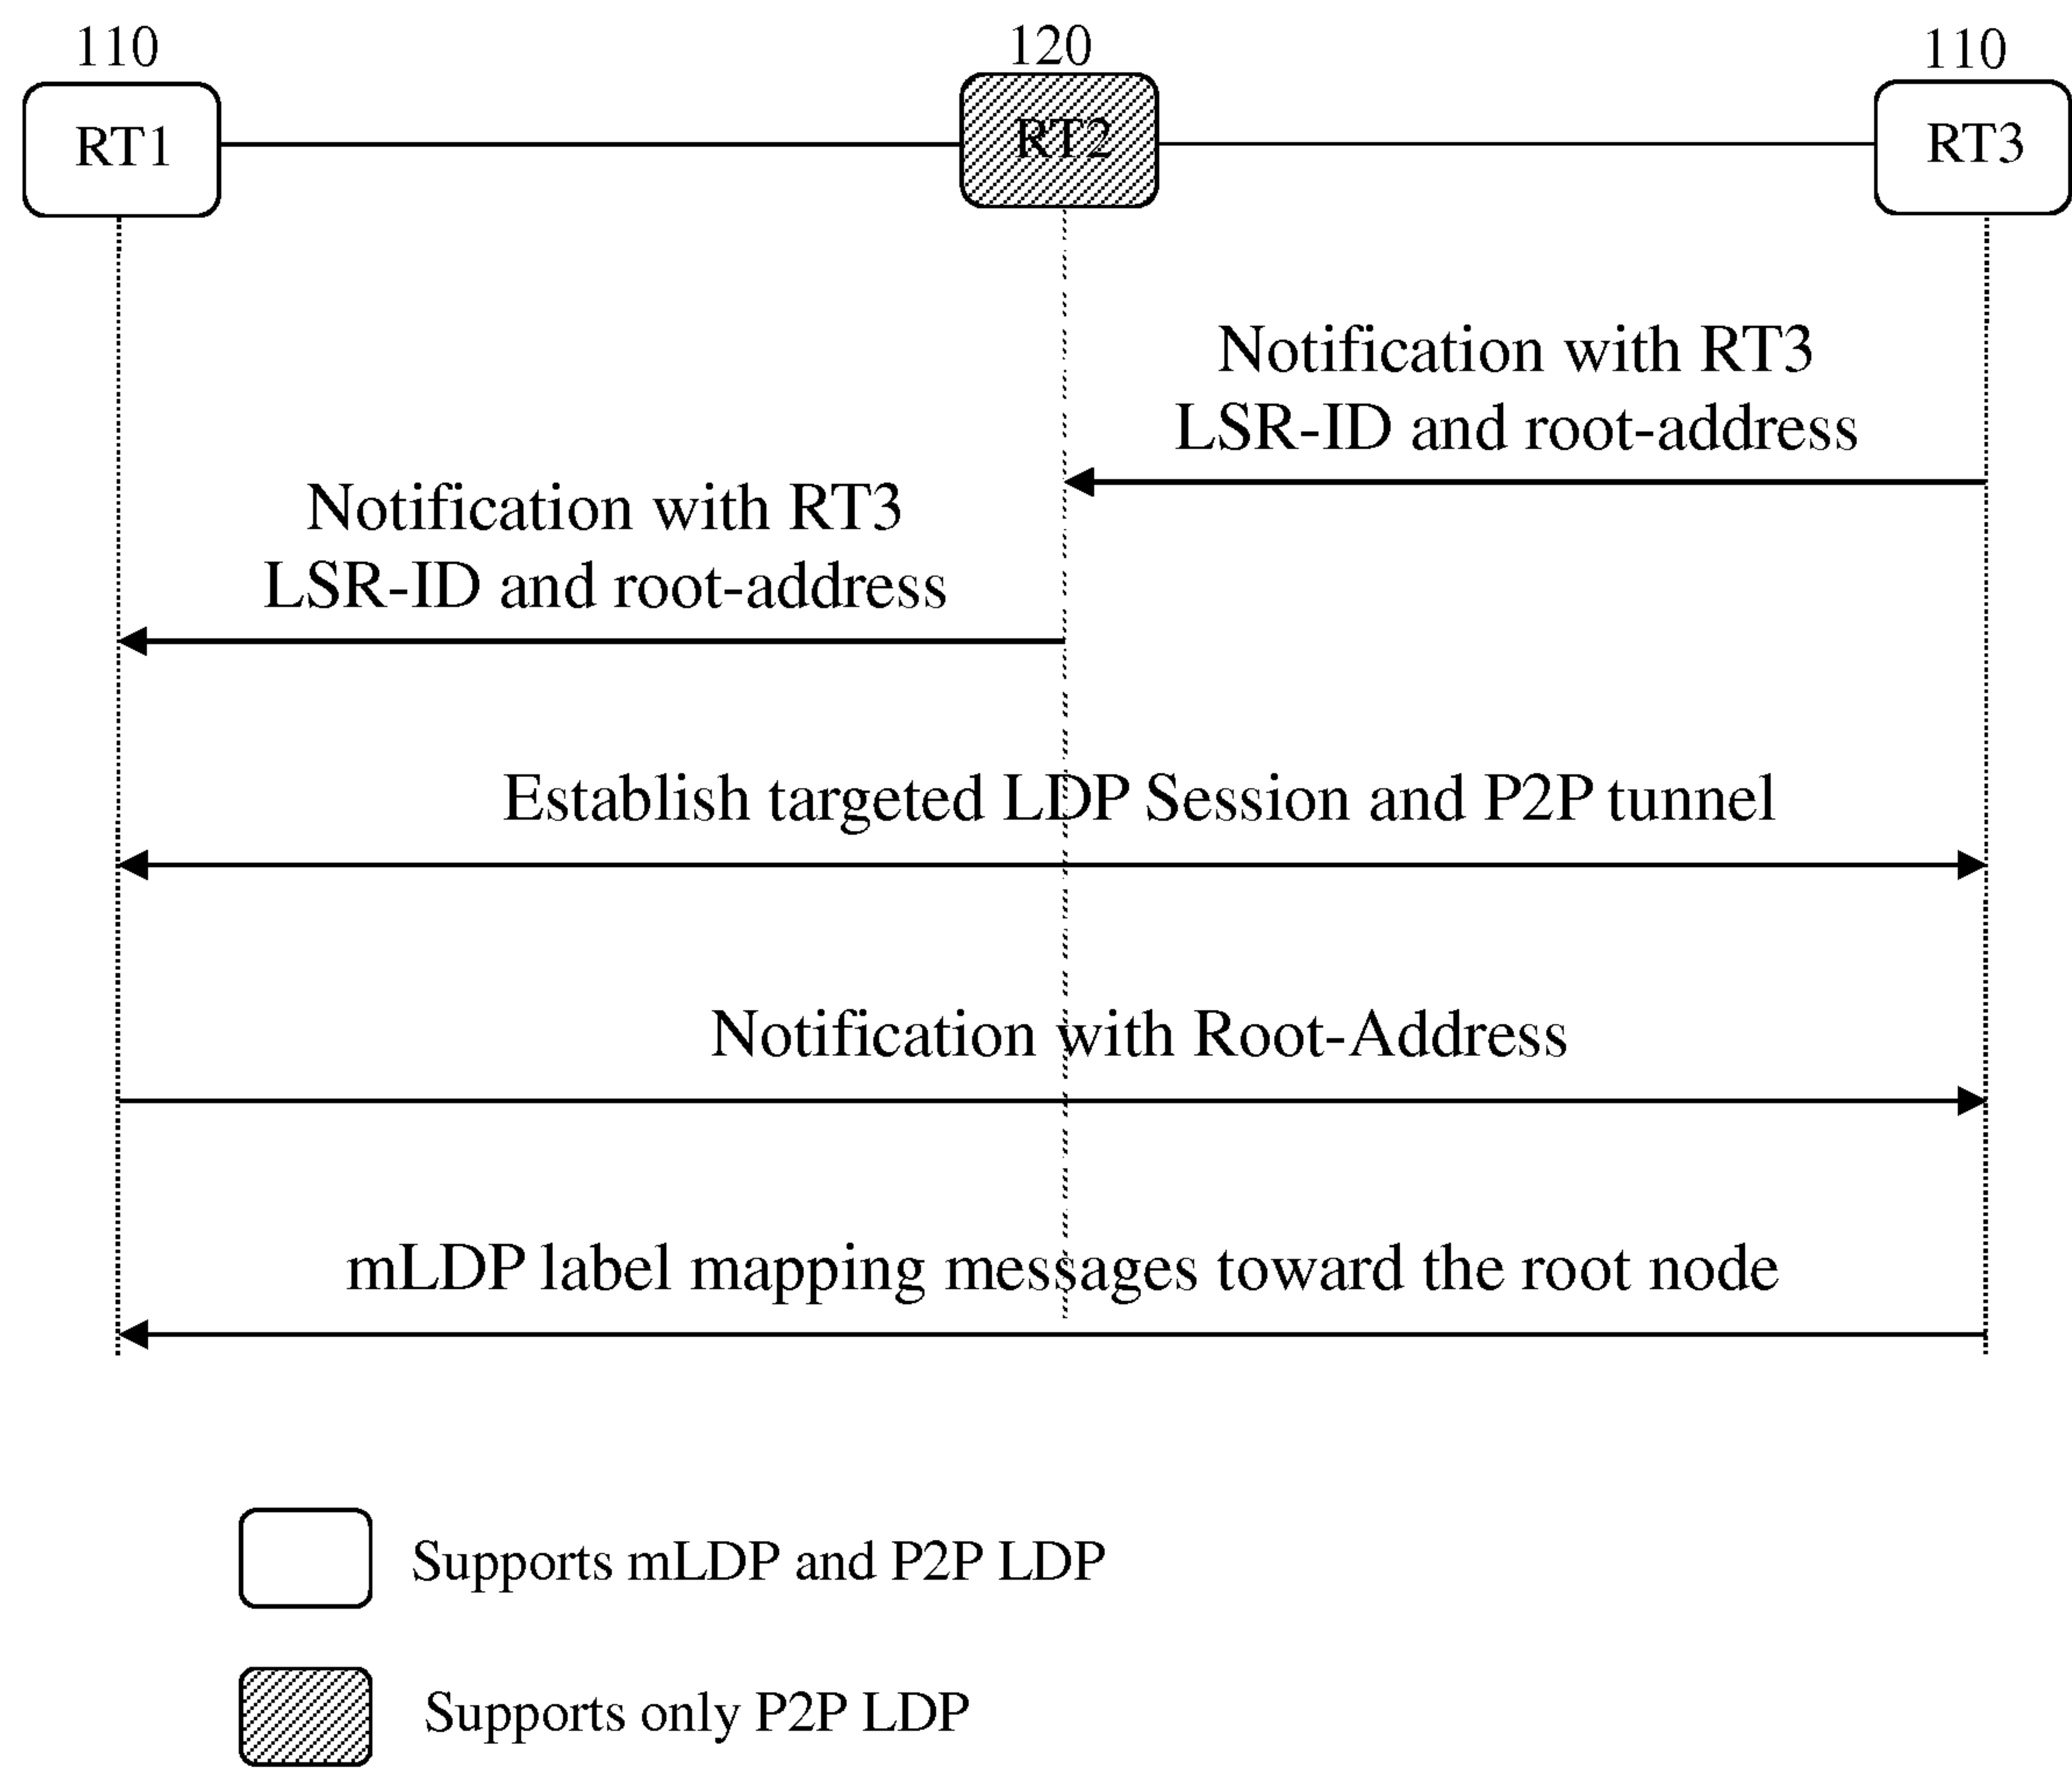 110
120
110
RT1
RT2
RT3
Notification with RT3
LSR-ID and root-address
Notification with RT3
LSR-ID and root-address
Establish targeted LDP Session and P2P tunnel
Notification with Root-Address
mLDP label mapping messages toward the root node
Supports mLDP and P2P LDP
Supports only P2P LDP